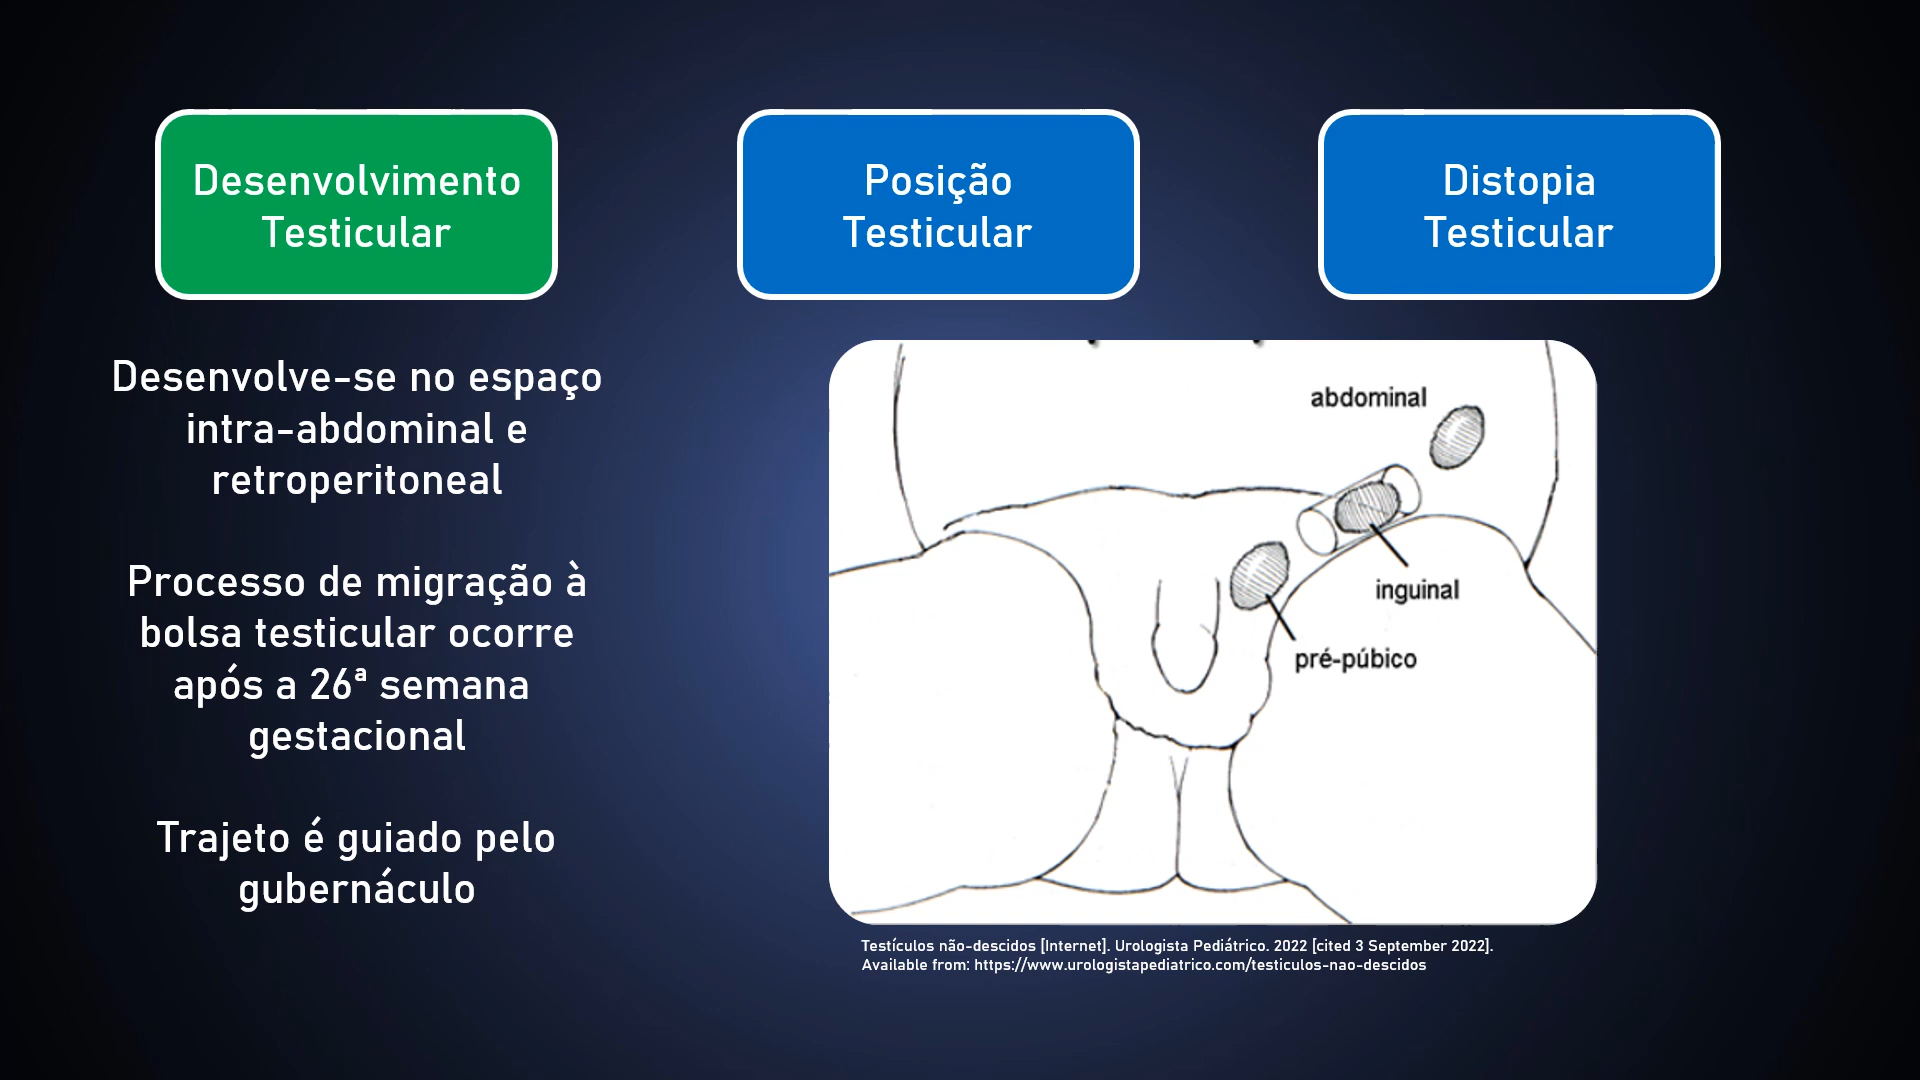 Desenvolvimento
Testicular
Posição
Testicular
Distopia
Testicular
Desenvolve-se no espaço
intra-abdominal e
retroperitoneal
Processo de migração à
bolsa testicular ocorre
após a 26ª semana
gestacional
Trajeto é guiado pelo
gubernáculo
abdominal
inguinal
pré-púbico
Testículos não-descidos [Internet]. Urologista Pediátrico. 2022 [cited 3 September 2022].
Available from: https://www.urologistapediatrico.com/testiculos-nao-descidos